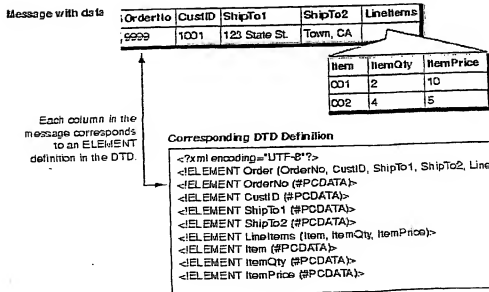 Message with data
OrderNo CustID ShipTo1 ShipTo2 LineItems
9999 1001 123 State St. Town, CA
Item ItemQty ItemPrice
001 2 10
002 4 5
Each column in the
message corresponds
to an ELEMENT
definition in the DTD.
Corresponding DTD Definition
<?xml encoding="UTF-8"?>
<!ELEMENT Order (OrderNo, CustID, ShipTo1, ShipTo2, Line
<!ELEMENT OrderNo (#PCDATA)>
<!ELEMENT CustID (#PCDATA)>
<!ELEMENT ShipTo1 (#PCDATA)>
<!ELEMENT ShipTo2 (#PCDATA)>
<!ELEMENT LineItems (Item, ItemQty, ItemPrice)>
<!ELEMENT Item (#PCDATA)>
<!ELEMENT ItemQty (#PCDATA)>
<!ELEMENT ItemPrice (#PCDATA)>